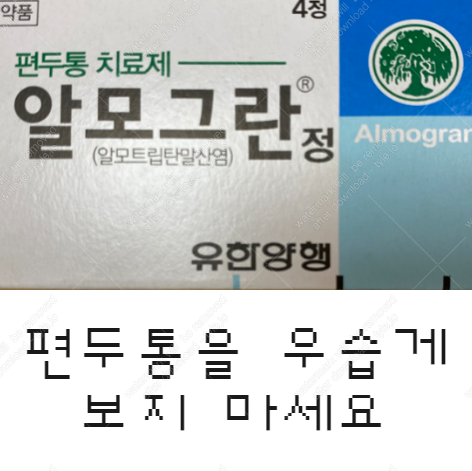 약품
4정
편두통 치료제
알모그란® 정
(알모트립탄말산염)
Almogran
유한양행
편두통을 우습게
보지 마세요